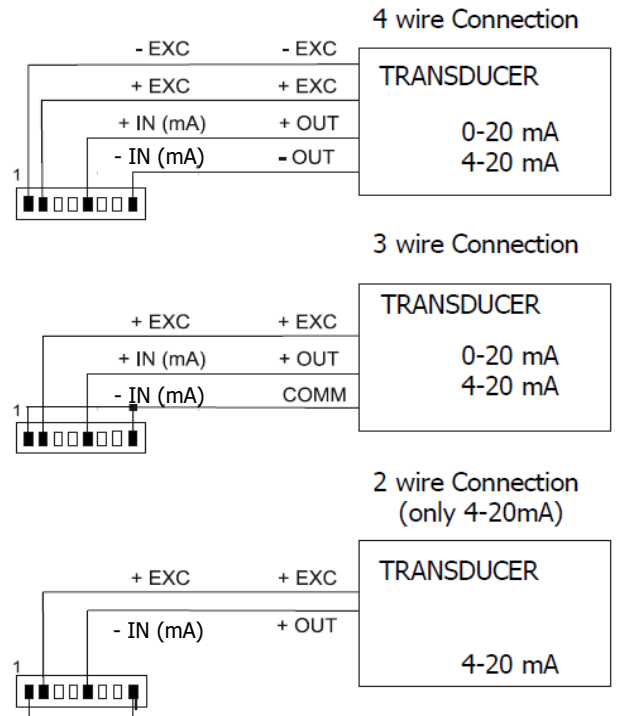 4 wire Connection
- EXC - EXC
TRANSDUCER
+ EXC + EXC
+ IN (mA) + OUT
0-20 mA
- IN (mA) - OUT
4-20 mA
1
3 wire Connection
TRANSDUCER
+ EXC + EXC
+ IN (mA) + OUT
0-20 mA
- IN (mA) COMM
4-20 mA
1
2 wire Connection
(only 4-20mA)
TRANSDUCER
+ EXC + EXC
- IN (mA) + OUT
4-20 mA
1